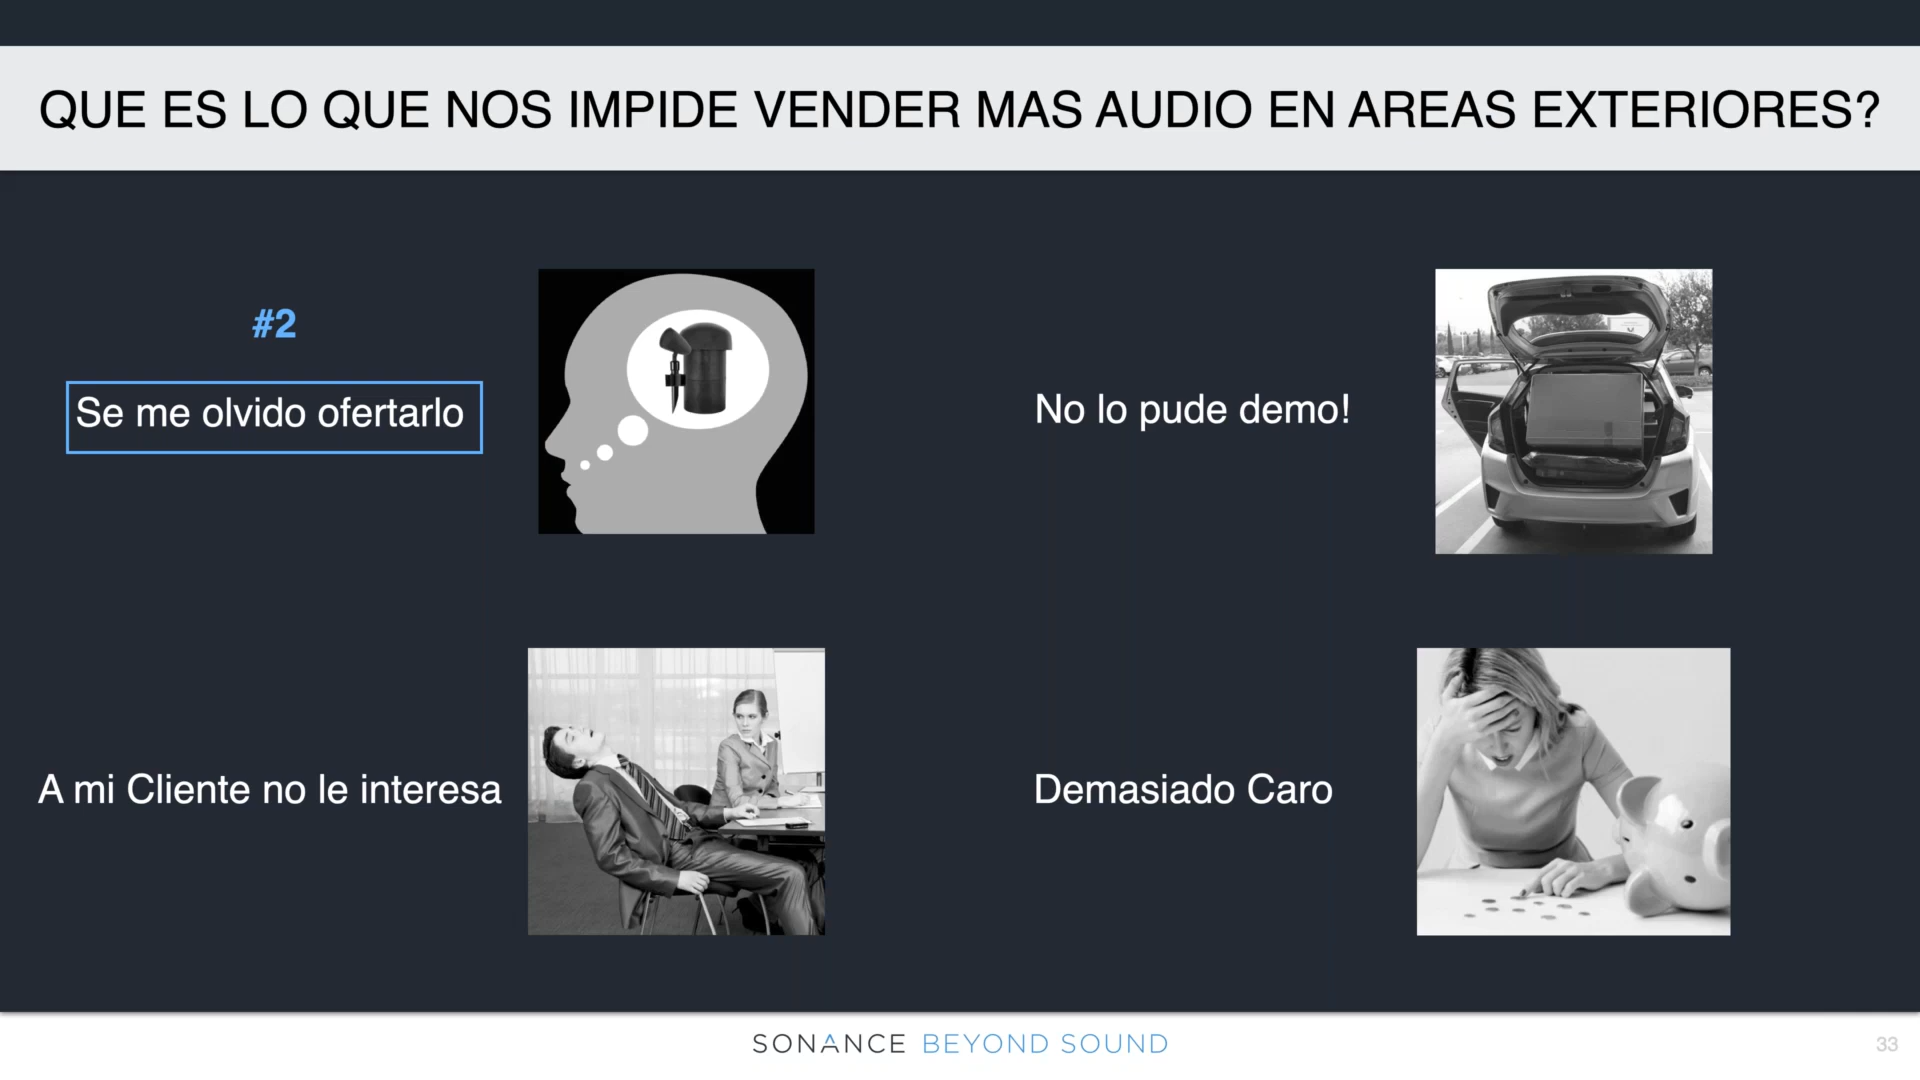 QUE ES LO QUE NOS IMPIDE VENDER MAS AUDIO EN AREAS EXTERIORES?
#2
Se me olvido ofertarlo
No lo pude demo!
A mi Cliente no le interesa
Demasiado Caro
SONANCE BEYOND SOUND
33